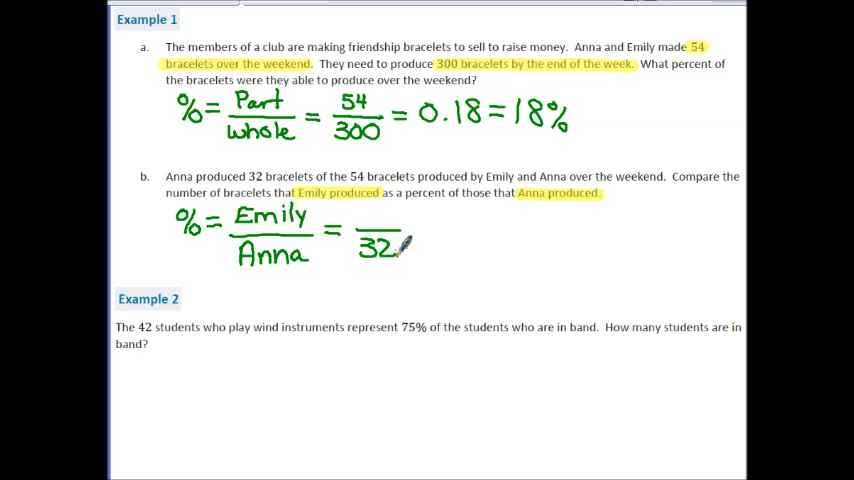 Example 1
a. The members of a club are making friendship bracelets to sell to raise money. Anna and Emily made 54
bracelets over the weekend. They need to produce 300 bracelets by the end of the week. What percent of
the bracelets were they able to produce over the weekend?
% = Part / whole = 54 / 300 = 0.18 = 18%
b. Anna produced 32 bracelets of the 54 bracelets produced by Emily and Anna over the weekend. Compare the
number of bracelets that Emily produced as a percent of those that Anna produced.
% = Emily / Anna = / 32
Example 2
The 42 students who play wind instruments represent 75% of the students who are in band. How many students are in
band?